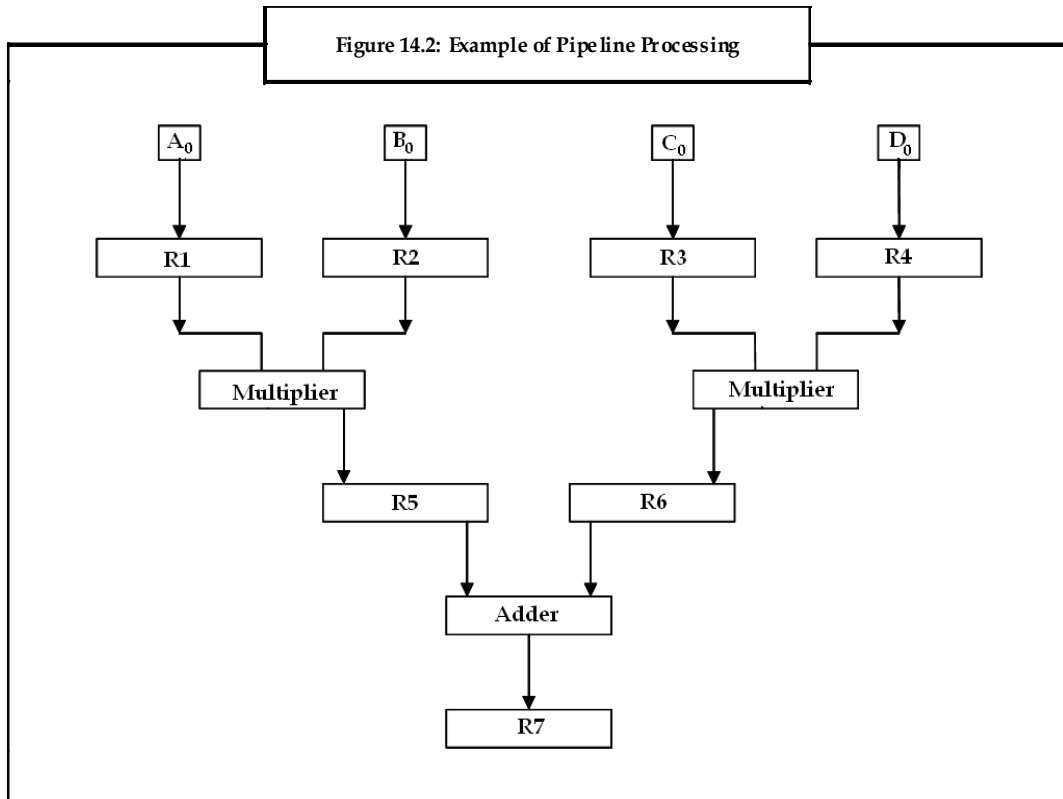 Figure 14.2: Example of Pipeline Processing
A₀ B₀ C₀ D₀
R1 R2 R3 R4
Multiplier Multiplier
R5 R6
Adder
R7